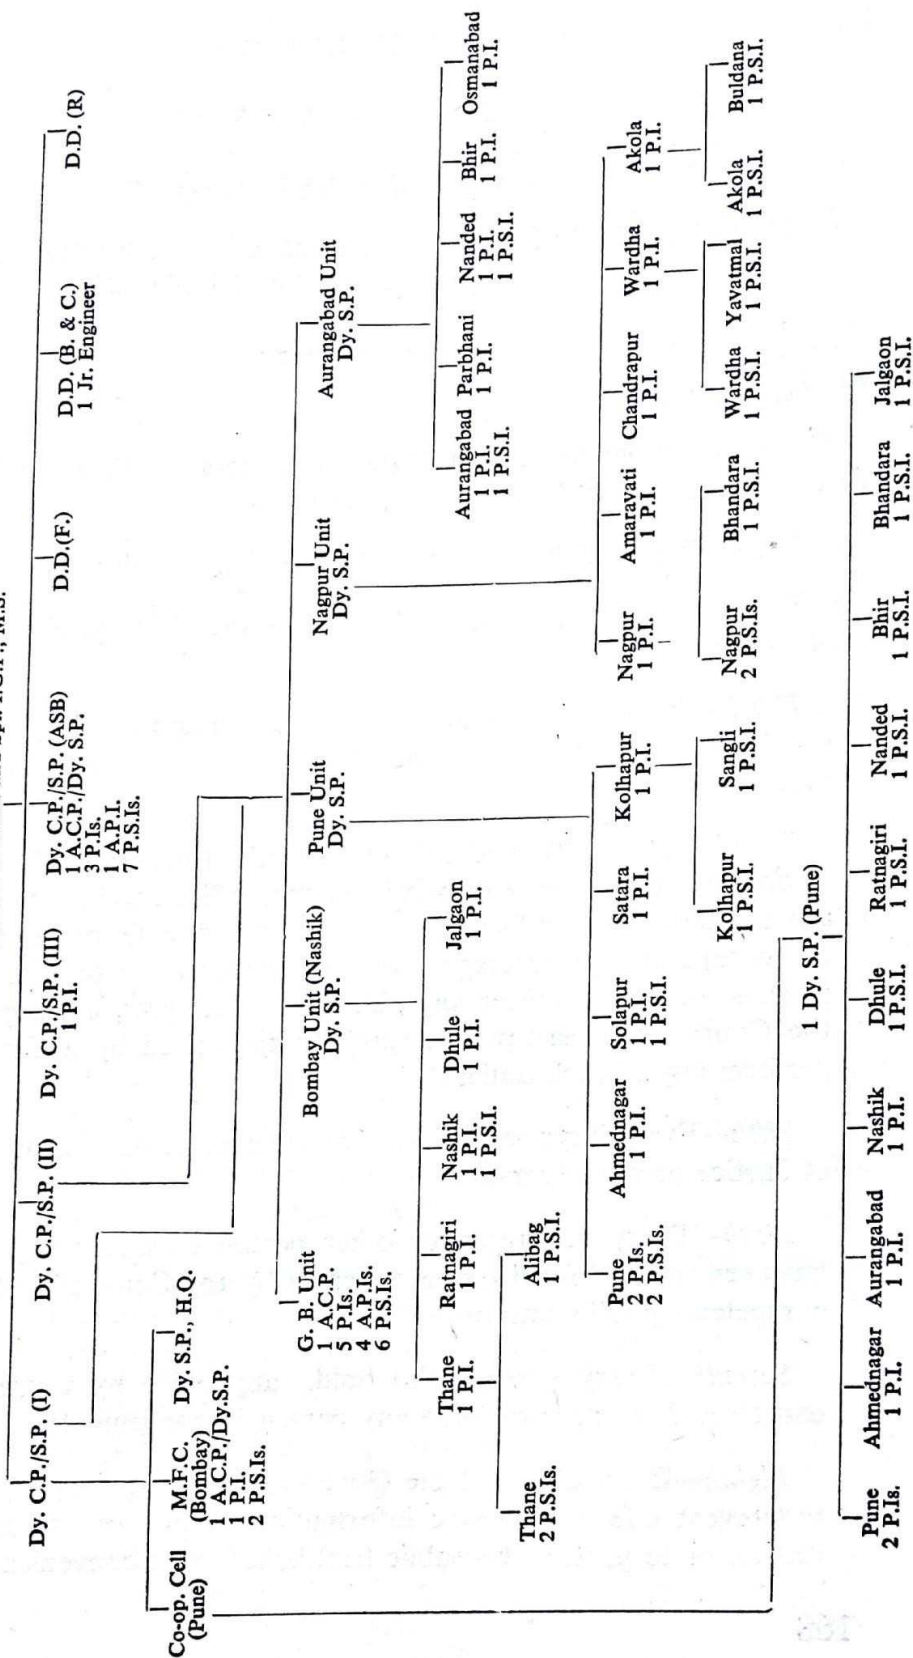 Dy. C.P./S.P. (I)
Dy. C.P./S.P. (II)
Dy. C.P./S.P. (III)
1 P.I.
Dy. C.P./S.P. (ASB)
1 A.C.P./Dy. S.P.
3 P.Is.
1 A.P.I.
7 P.S.Is.
D.D.(F.)
D.D. (B. & C.)
1 Jr. Engineer
D.D. (R)
Co-op. Cell
(Pune)
M.F.C.
(Bombay)
1 A.C.P./Dy.S.P.
1 P.I.
2 P.S.Is.
Dy. S.P., H.Q.
G. B. Unit
1 A.C.P.
5 P.Is.
4 A.P.Is.
6 P.S.Is.
Bombay Unit (Nashik)
Dy. S.P.
Pune Unit
Dy. S.P.
Nagpur Unit
Dy. S.P.
Aurangabad Unit
Dy. S.P.
Thane
1 P.I.
Ratnagiri
1 P.I.
Nashik
1 P.I.
1 P.S.I.
Dhule
1 P.I.
Jalgaon
1 P.I.
Aurangabad
1 P.I.
1 P.S.I.
Parbhani
1 P.I.
Nanded
1 P.I.
1 P.S.I.
Bhir
1 P.I.
Osmanabad
1 P.I.
Thane
2 P.S.Is.
Alibag
1 P.S.I.
Pune
2 P.Is.
2 P.S.Is.
Ahmednagar
1 P.I.
Solapur
1 P.I.
1 P.S.I.
Satara
1 P.I.
Kolhapur
1 P.I.
Nagpur
1 P.I.
Amaravati
1 P.I.
Chandrapur
1 P.I.
Wardha
1 P.I.
Akola
1 P.I.
Kolhapur
1 P.S.I.
Sangli
1 P.S.I.
Nagpur
2 P.S.Is.
Bhandara
1 P.S.I.
Wardha
1 P.S.I.
Yavatmal
1 P.S.I.
Akola
1 P.S.I.
Buldana
1 P.S.I.
1 Dy. S.P. (Pune)
Pune
2 P.Is.
Ahmednagar
1 P.I.
Aurangabad
1 P.I.
Nashik
1 P.I.
Dhule
1 P.S.I.
Ratnagiri
1 P.S.I.
Nanded
1 P.S.I.
Bhir
1 P.S.I.
Bhandara
1 P.S.I.
Jalgaon
1 P.S.I.